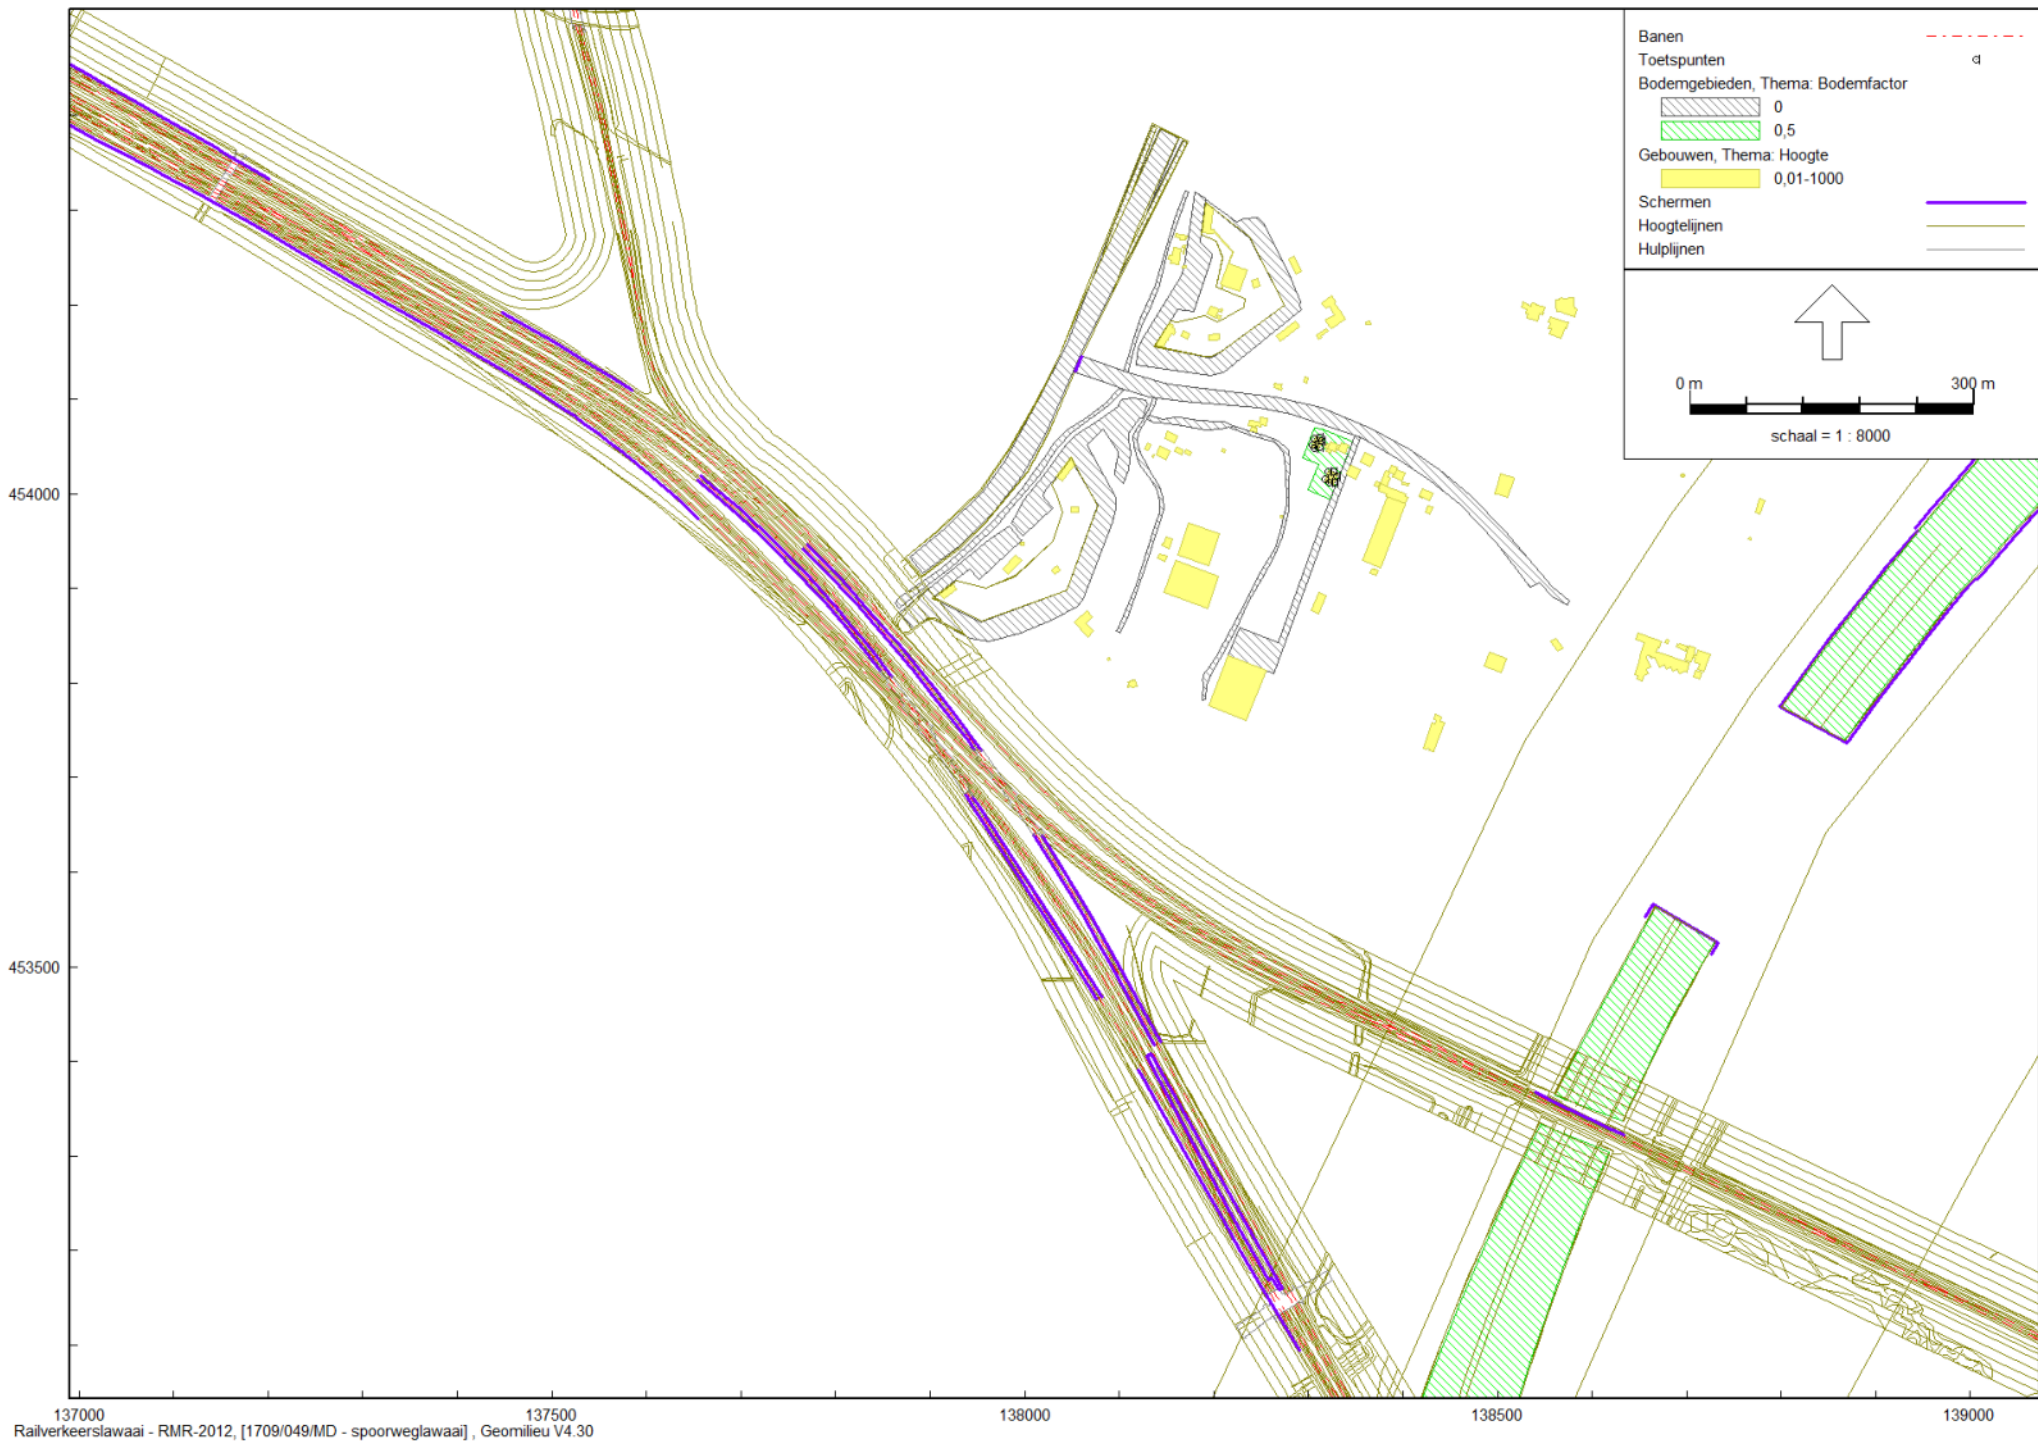 Banen
Toetspunten
Bodemgebieden, Thema: Bodemfactor
0
0,5
Gebouwen, Thema: Hoogte
0,01-1000
Schermen
Hoogtelijnen
Hulplijnen
0 m 300 m
schaal = 1 : 8000
454000
453500
137000 137500 138000 138500 139000
Railverkeerslawaai - RMR-2012, [1709/049/MD - spoorweglawaai] , Geomilieu V4.30